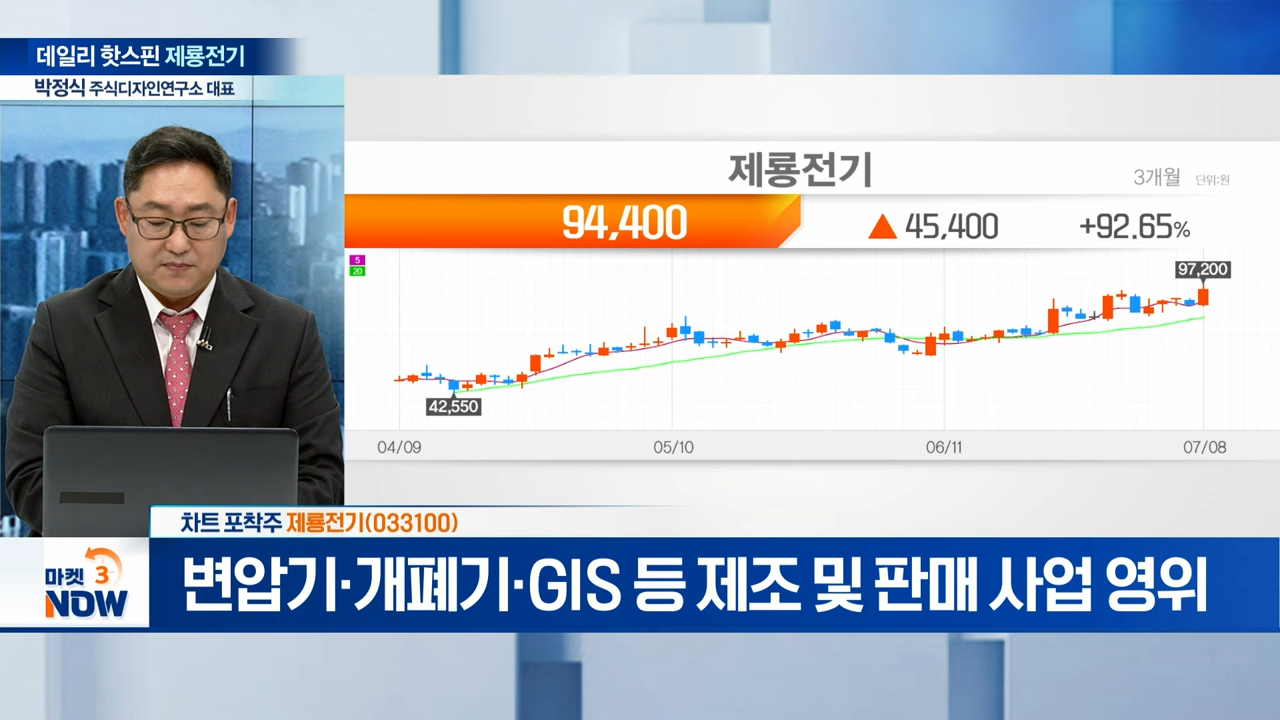 데일리 핫스핀 제룡전기
박정식 주식디자인연구소 대표
제룡전기
3개월 단위:원
94,400 ▲ 45,400 +92.65%
5
20
97,200
42,550
04/09 05/10 06/11 07/08
차트 포착주 제룡전기(033100)
마켓 3
NOW
변압기·개폐기·GIS 등 제조 및 판매 사업 영위